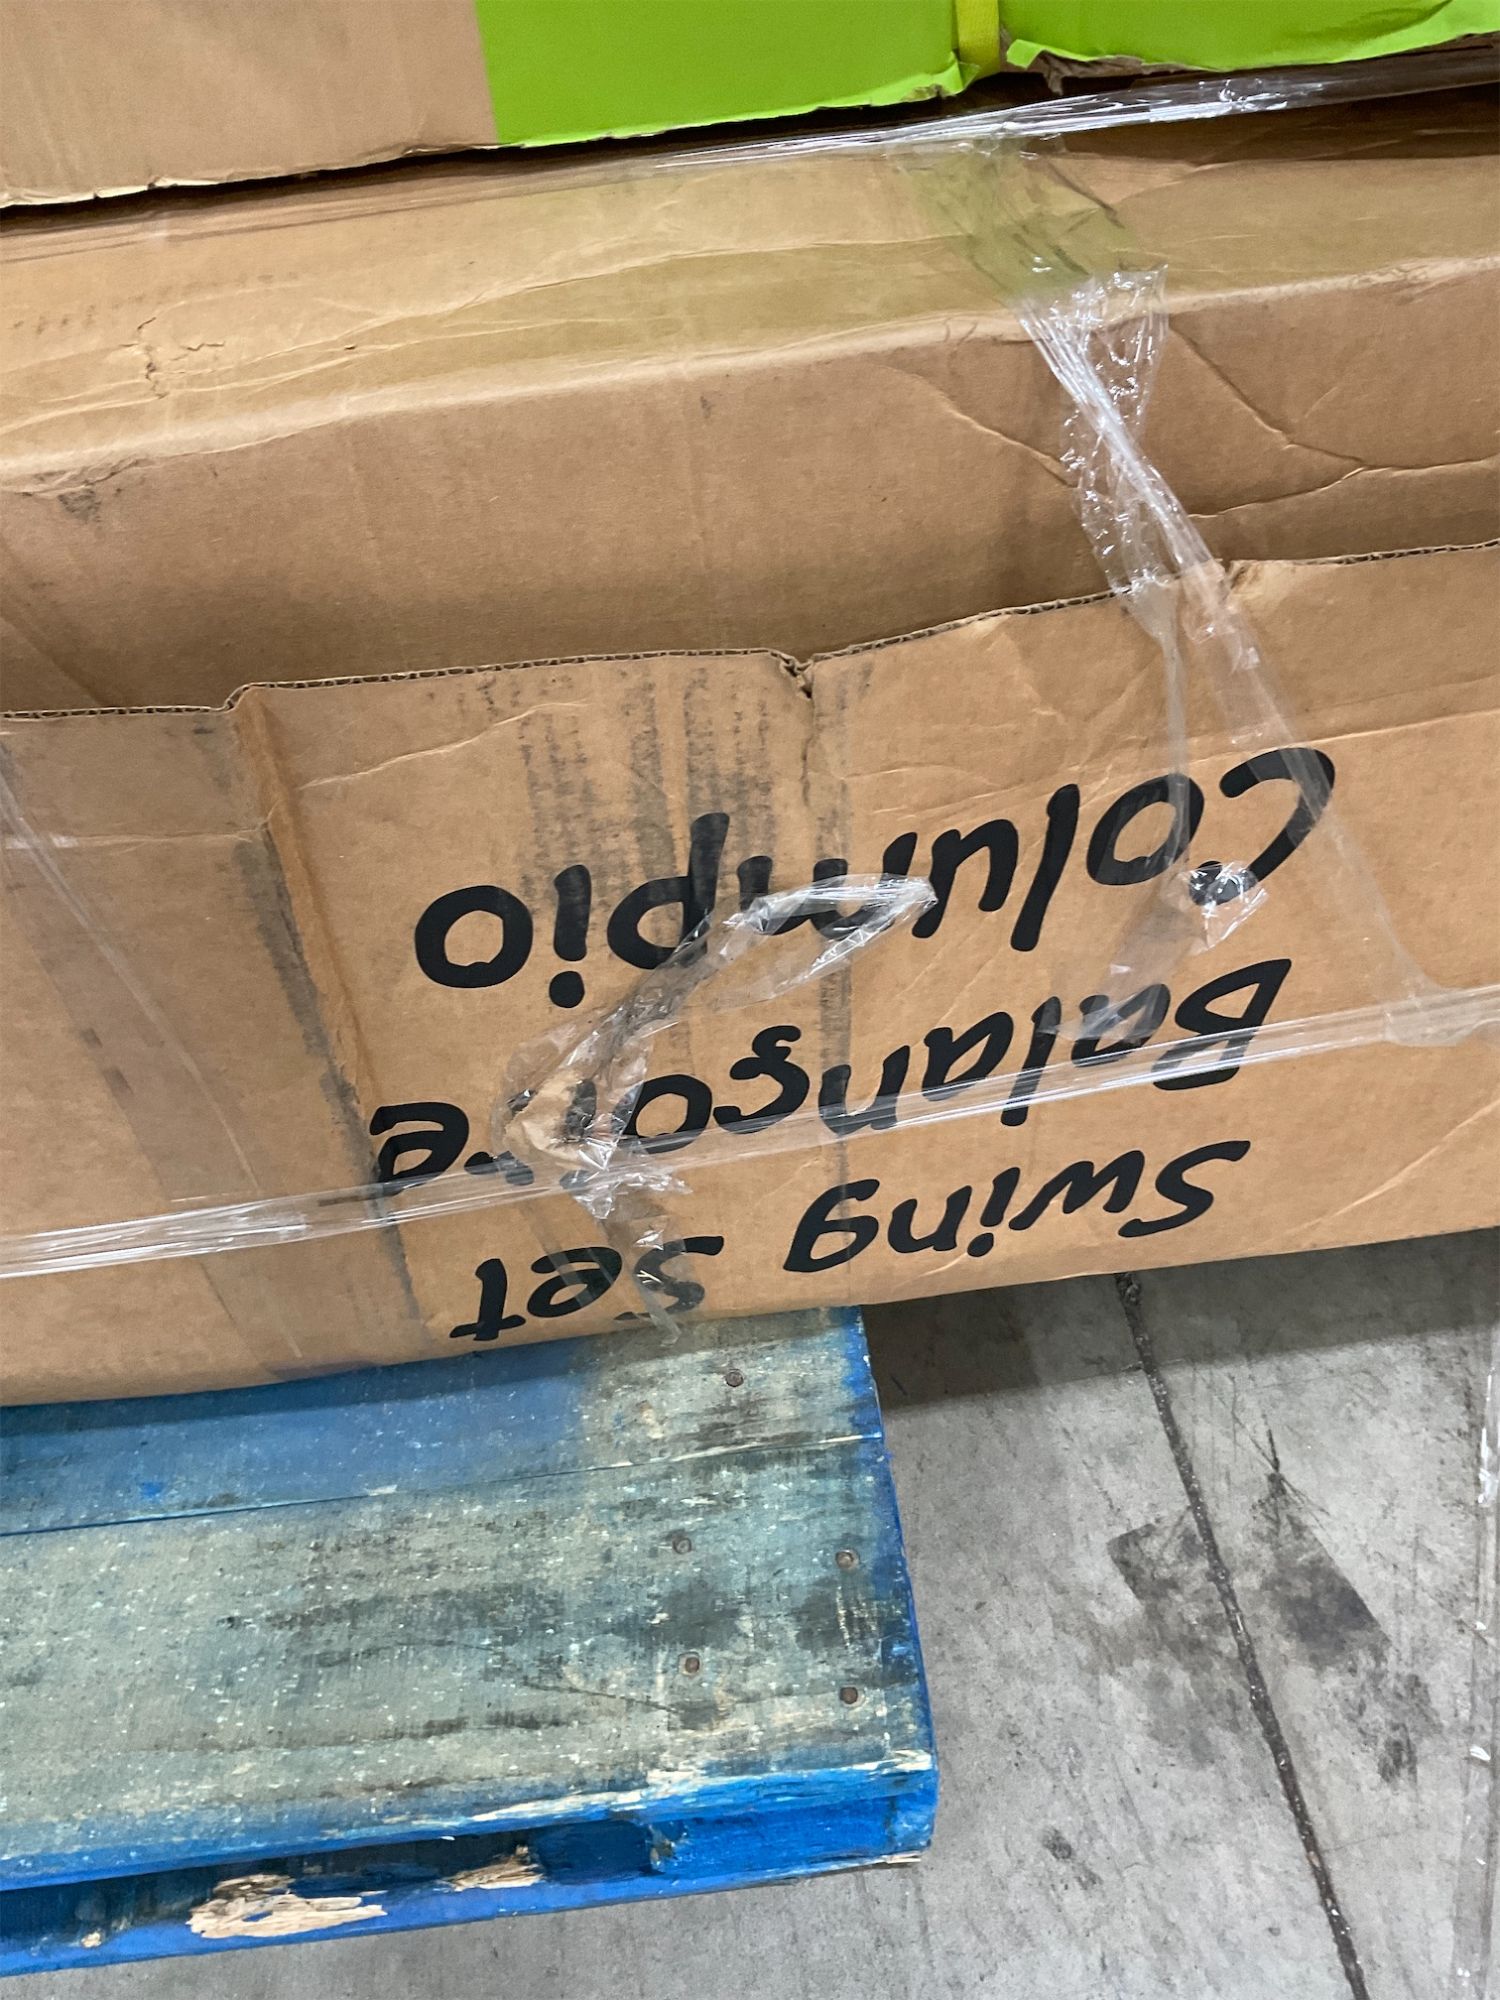 Swing Set
Balançoire
Columpio